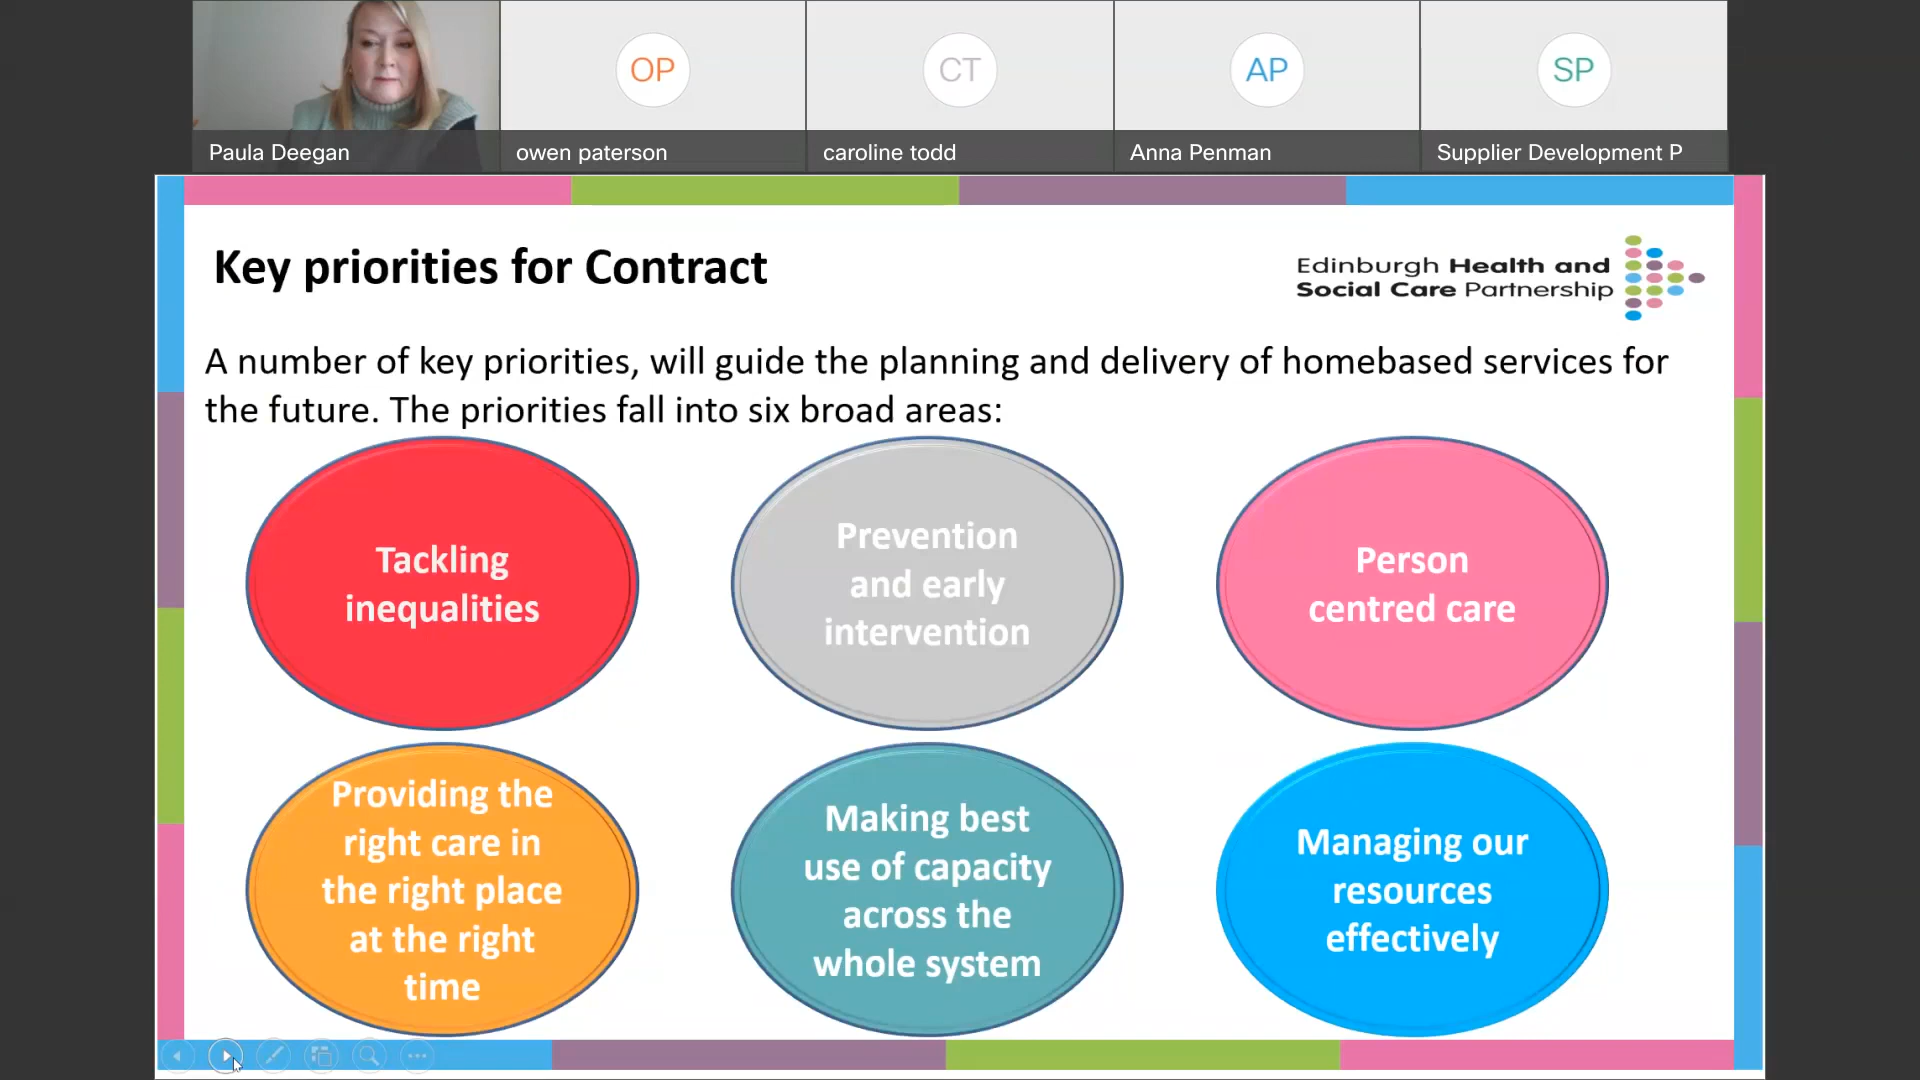 OP
CT
AP
SP
Paula Deegan
owen paterson
caroline todd
Anna Penman
Supplier Development P
Key priorities for Contract
Edinburgh Health and
Social Care Partnership
A number of key priorities, will guide the planning and delivery of homebased services for
the future. The priorities fall into six broad areas:
Tackling
inequalities
Prevention
and early
intervention
Person
centred care
Providing the
right care in
the right place
at the right
time
Making best
use of capacity
across the
whole system
Managing our
resources
effectively